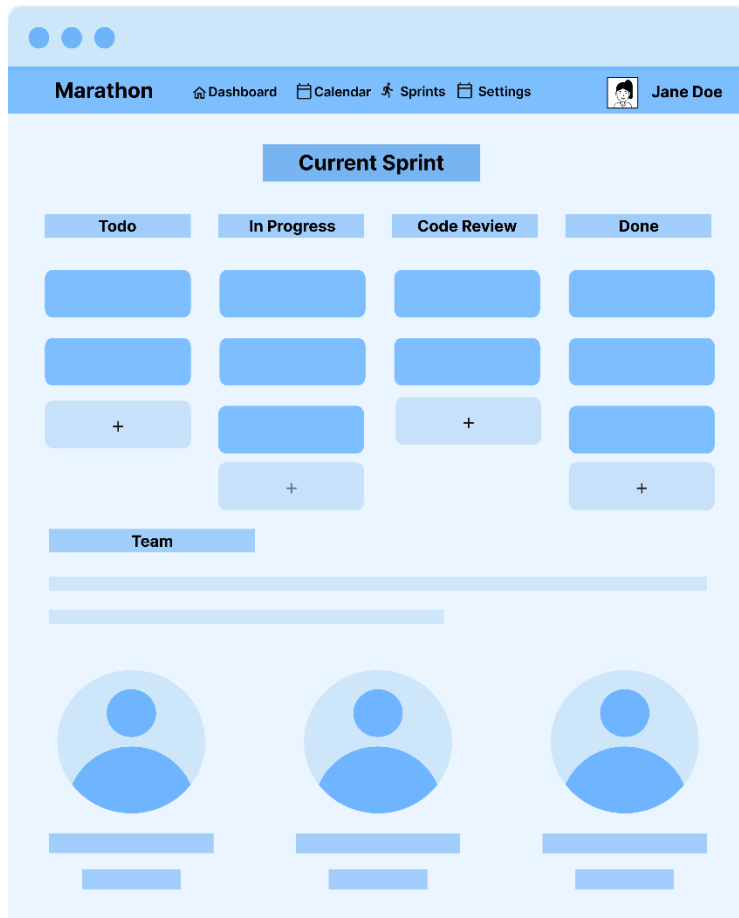 Marathon Dashboard Calendar Sprints Settings Jane Doe
Current Sprint
Todo In Progress Code Review Done
+ +
+ +
Team